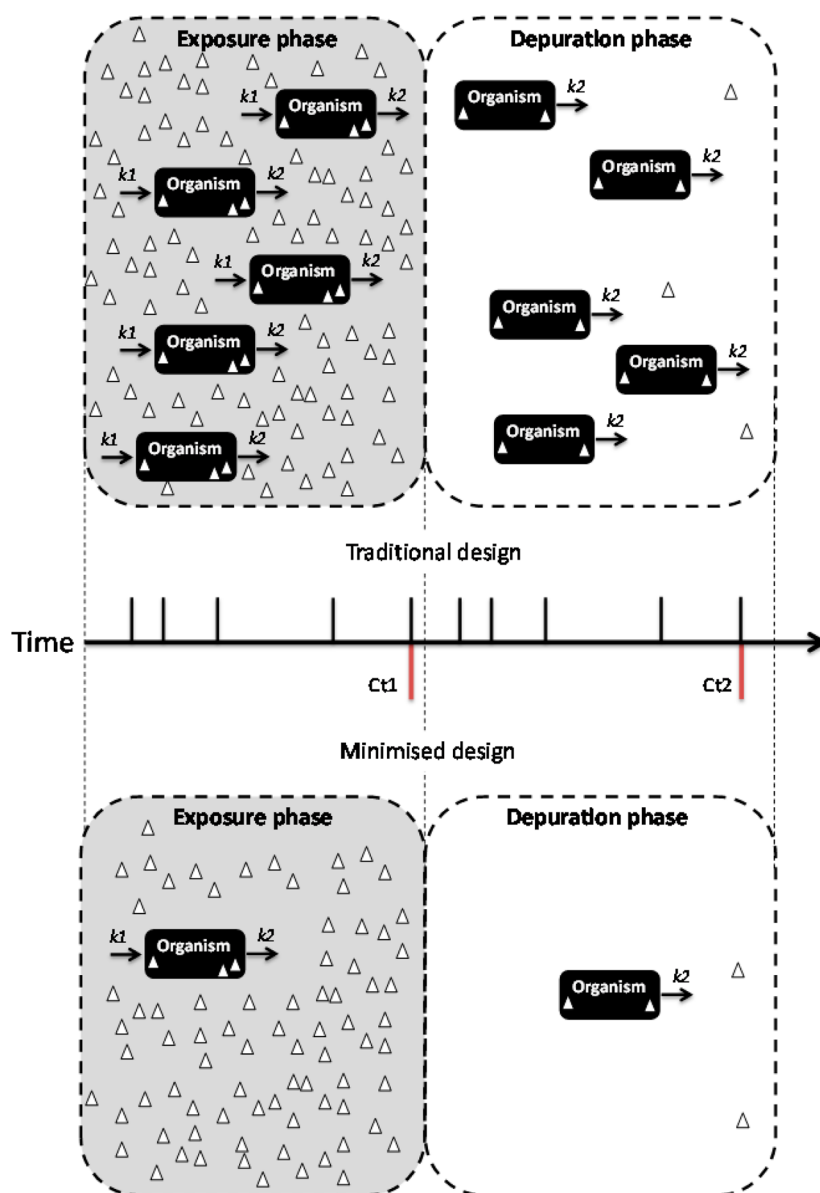 Exposure phase
Depuration phase
k1 Organism k2
Organism k2
k1 Organism k2
Organism k2
k1 Organism k2
Organism k2
k1 Organism k2
Organism k2
k1 Organism k2
Organism k2
Traditional design
Time
Ct1
Ct2
Minimised design
Exposure phase
Depuration phase
k1 Organism k2
Organism k2